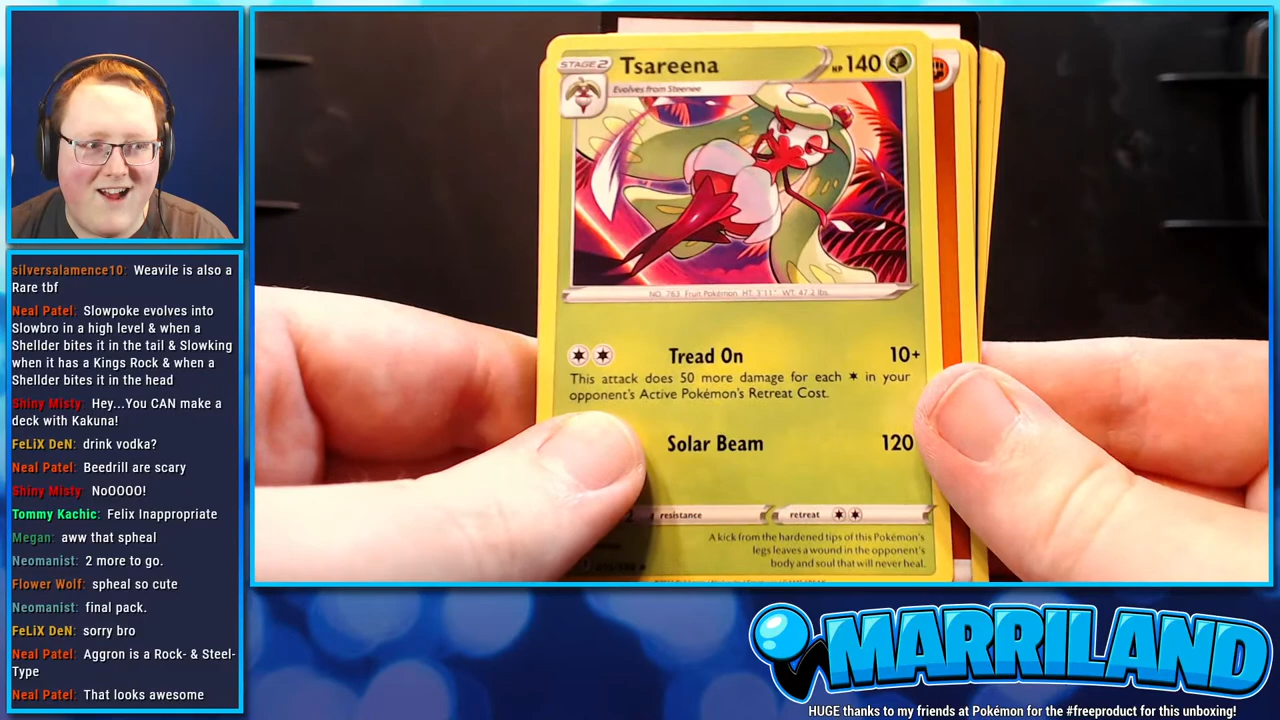 silversalamence10: Weavile is also a
Rare tbf
Neal Patel: Slowpoke evolves into
Slowbro in a high level & when a
Shellder bites it in the tail & Slowking
when it has a Kings Rock & when a
Shellder bites it in the head
Shiny Misty: Hey...You CAN make a
deck with Kakuna!
FeLiX DeN: drink vodka?
Neal Patel: Beedrill are scary
Shiny Misty: NoOOOO!
Tommy Kachic: Felix Inappropriate
Megan: aww that spheal
Neomanist: 2 more to go.
Flower Wolf: spheal so cute
Neomanist: final pack.
FeLiX DeN: sorry bro
Neal Patel: Aggron is a Rock- & Steel-
Type
Neal Patel: That looks awesome
STAGE 2 Tsareena HP 140
Evolves from Steenee
NO. 763 Fruit Pokémon HT: 3'11" WT: 47.2 lbs.
Tread On 10+
This attack does 50 more damage for each in your
opponent's Active Pokémon's Retreat Cost.
Solar Beam 120
resistance retreat
A kick from the hardened tips of this Pokémon's
legs leaves a wound in the opponent's
body and soul that will never heal.
MARRILAND
HUGE thanks to my friends at Pokémon for the #freeproduct for this unboxing!